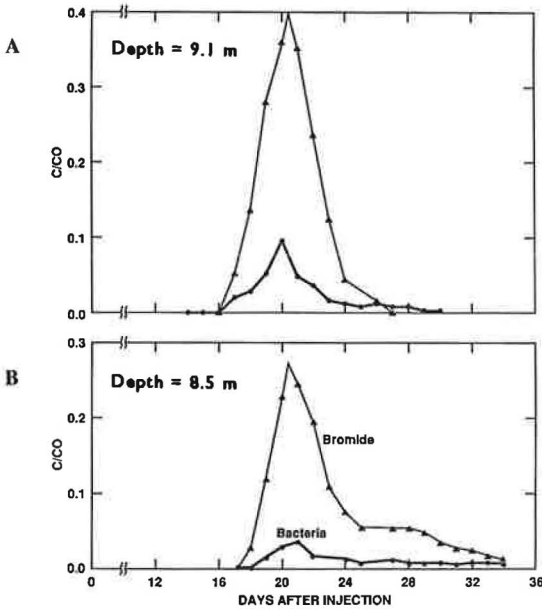 A
Depth = 9.1 m
0.4
0.3
0.2
0.1
0.0
C/CO
B
Depth = 8.5 m
0.3
0.2
0.1
0.0
C/CO
Bromide
Bacteria
0 12 16 20 24 28 32 36
DAYS AFTER INJECTION